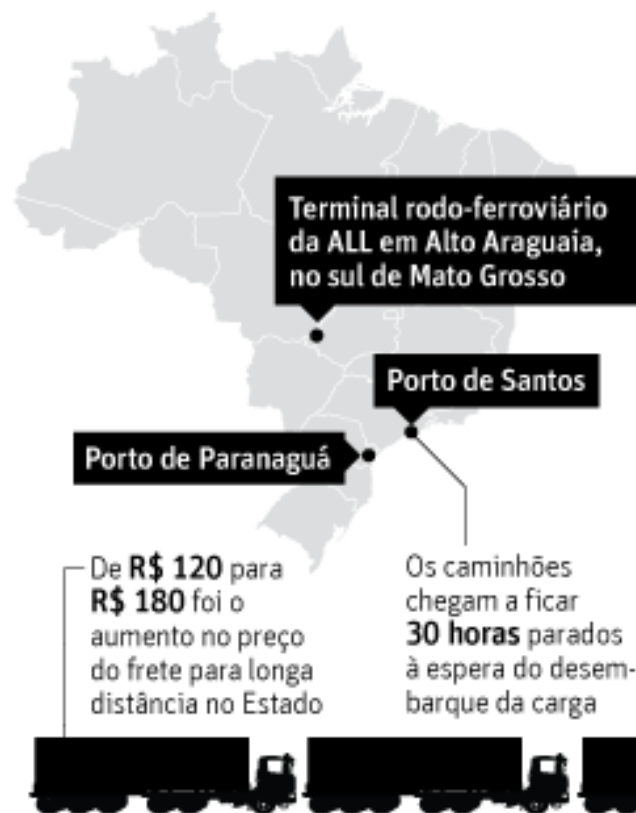 Terminal rodo-ferroviário
da ALL em Alto Araguaia,
no sul de Mato Grosso
Porto de Santos
Porto de Paranaguá
De R$ 120 para
R$ 180 foi o
aumento no preço
do frete para longa
distância no Estado
Os caminhões
chegam a ficar
30 horas parados
à espera do desem-
barque da carga